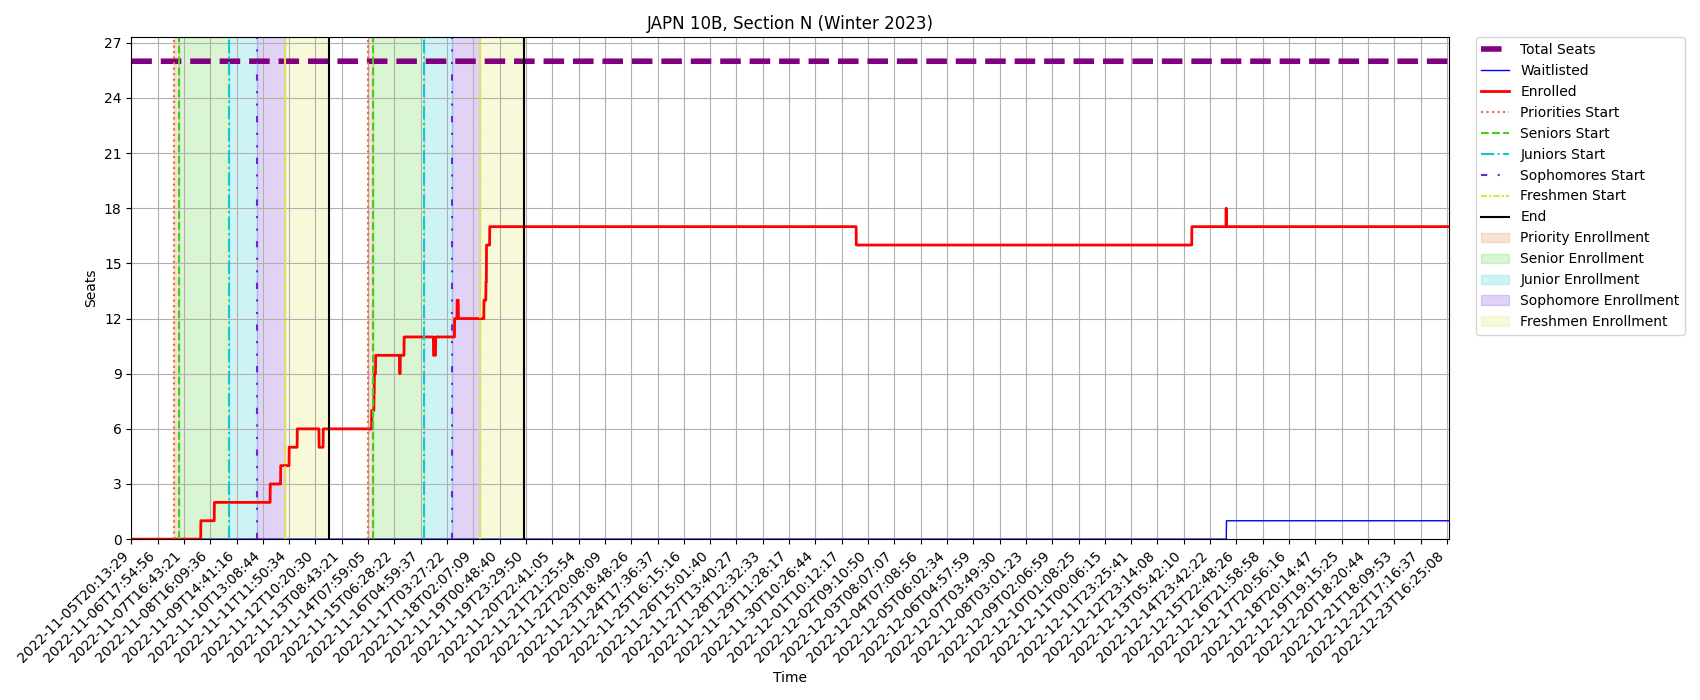 JAPN 10B, Section N (Winter 2023)
27
24
21
18
15
12
9
6
3
0
Seats
2022-11-05T20:13:29
2022-11-06T17:54:56
2022-11-07T16:43:21
2022-11-08T16:09:36
2022-11-09T14:41:16
2022-11-10T13:08:44
2022-11-11T11:50:34
2022-11-12T10:20:30
2022-11-13T08:43:21
2022-11-14T07:59:05
2022-11-15T06:28:22
2022-11-16T04:59:37
2022-11-17T03:27:22
2022-11-18T02:07:09
2022-11-19T00:48:40
2022-11-19T23:29:50
2022-11-20T22:41:05
2022-11-21T21:25:54
2022-11-22T20:08:09
2022-11-23T18:48:26
2022-11-24T17:36:37
2022-11-25T16:15:16
2022-11-26T15:01:40
2022-11-27T13:40:27
2022-11-28T12:32:33
2022-11-29T11:28:17
2022-11-30T10:26:44
2022-12-01T10:12:17
2022-12-02T09:10:50
2022-12-03T08:07:07
2022-12-04T07:08:56
2022-12-05T06:02:34
2022-12-06T04:57:59
2022-12-07T03:49:30
2022-12-08T03:01:23
2022-12-09T02:06:59
2022-12-10T01:08:25
2022-12-11T00:06:15
2022-12-11T23:25:41
2022-12-12T23:14:08
2022-12-13T05:42:10
2022-12-14T23:42:22
2022-12-15T22:48:26
2022-12-16T21:58:58
2022-12-17T20:56:16
2022-12-18T20:14:47
2022-12-19T19:15:25
2022-12-20T18:20:44
2022-12-21T18:09:53
2022-12-22T17:16:37
2022-12-23T16:25:08
Time
Total Seats
Waitlisted
Enrolled
Priorities Start
Seniors Start
Juniors Start
Sophomores Start
Freshmen Start
End
Priority Enrollment
Senior Enrollment
Junior Enrollment
Sophomore Enrollment
Freshmen Enrollment